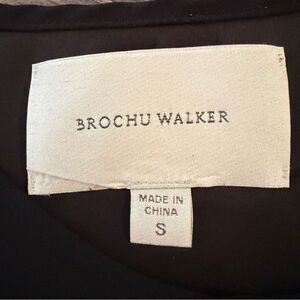 BROCHU WALKER
MADE IN
CHINA
S